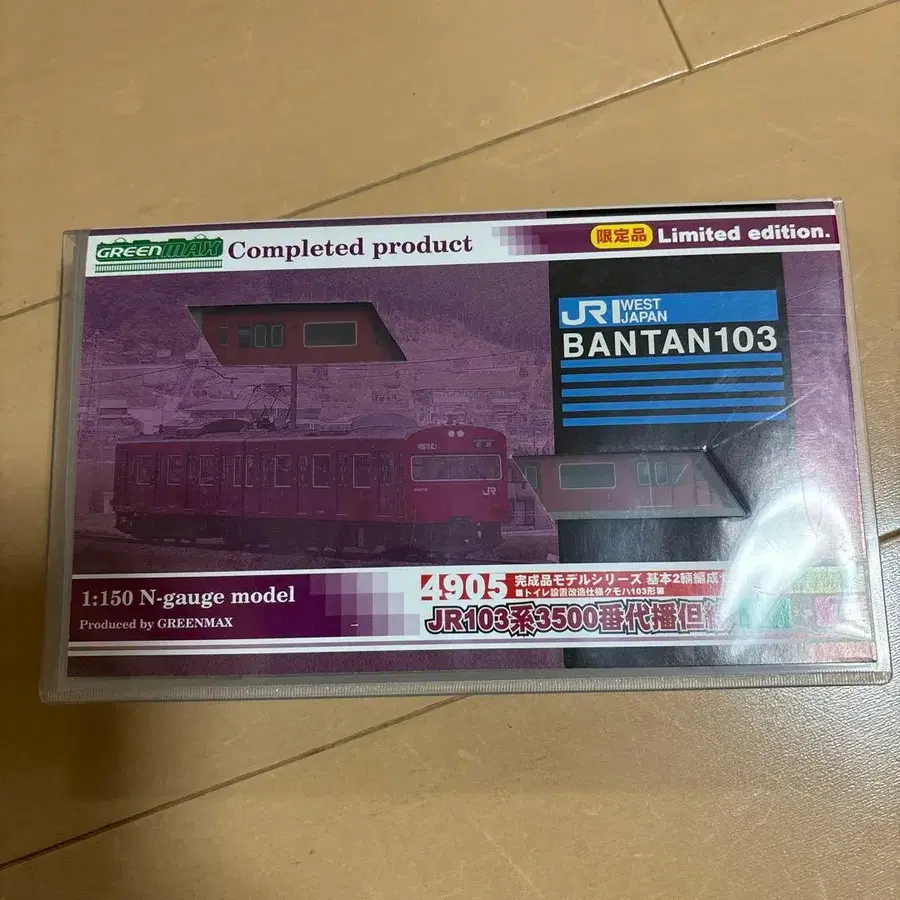 GREENMAX Completed product
限定品 Limited edition.
JR WEST JAPAN
BANTAN103
JR
1:150 N-gauge model
Produced by GREENMAX
4905 完成品モデルシリーズ 基本2輛編成
■トイレ設置改造仕様クモハ103形■
JR103系3500番代播但